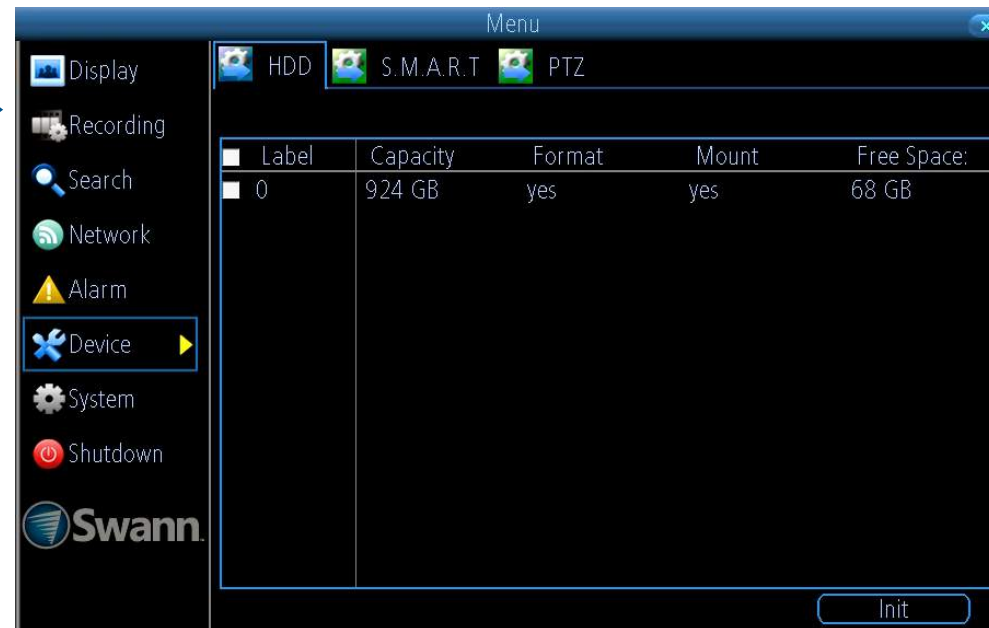 Menu
Display
Recording
Search
Network
Alarm
Device
System
Shutdown
Swann.
HDD S.M.A.R.T PTZ
Label Capacity Format Mount Free Space:
0 924 GB yes yes 68 GB
Init